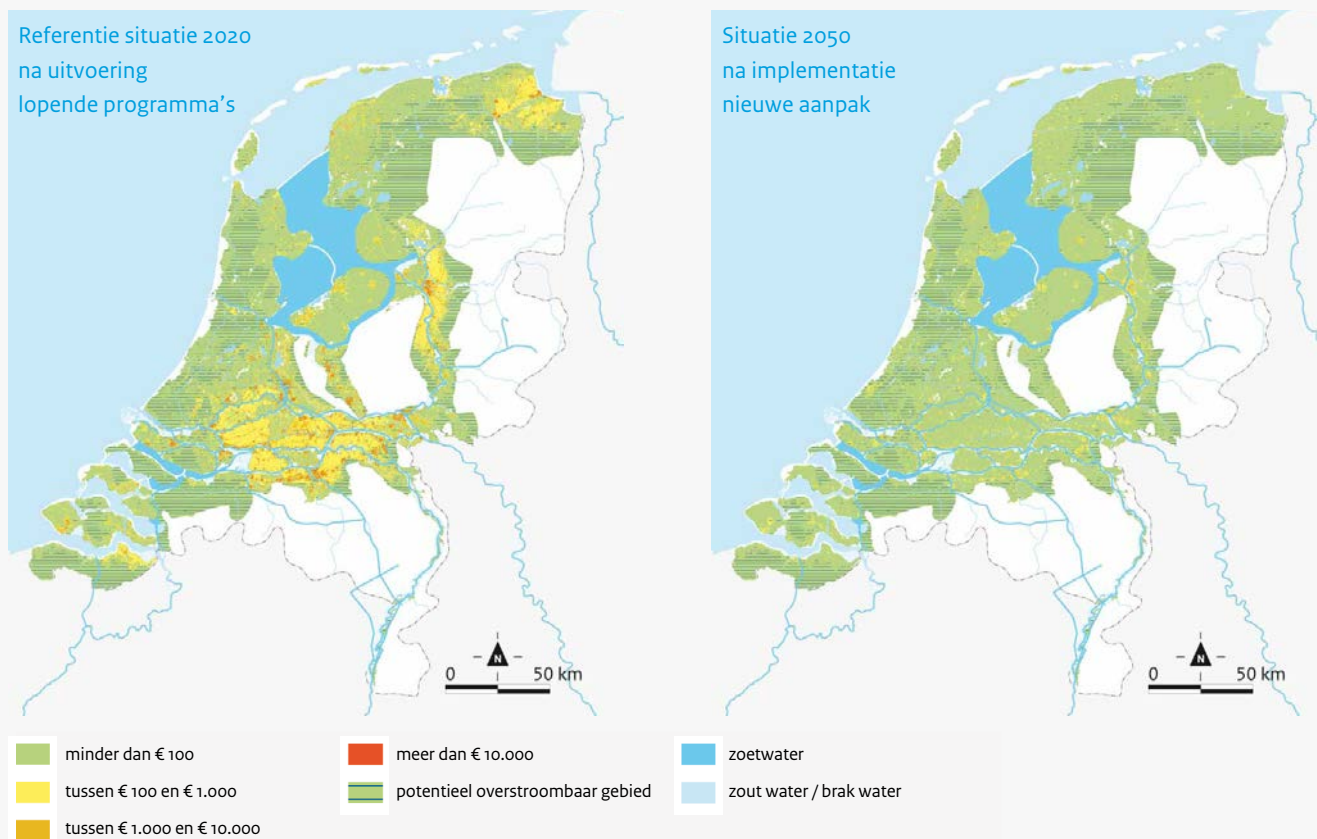 Referentie situatie 2020
na uitvoering
lopende programma's
Situatie 2050
na implementatie
nieuwe aanpak
N
0 50 km
N
0 50 km
minder dan € 100
tussen € 100 en € 1.000
tussen € 1.000 en € 10.000
meer dan € 10.000
potentieel overstroombaar gebied
zoetwater
zout water / brak water